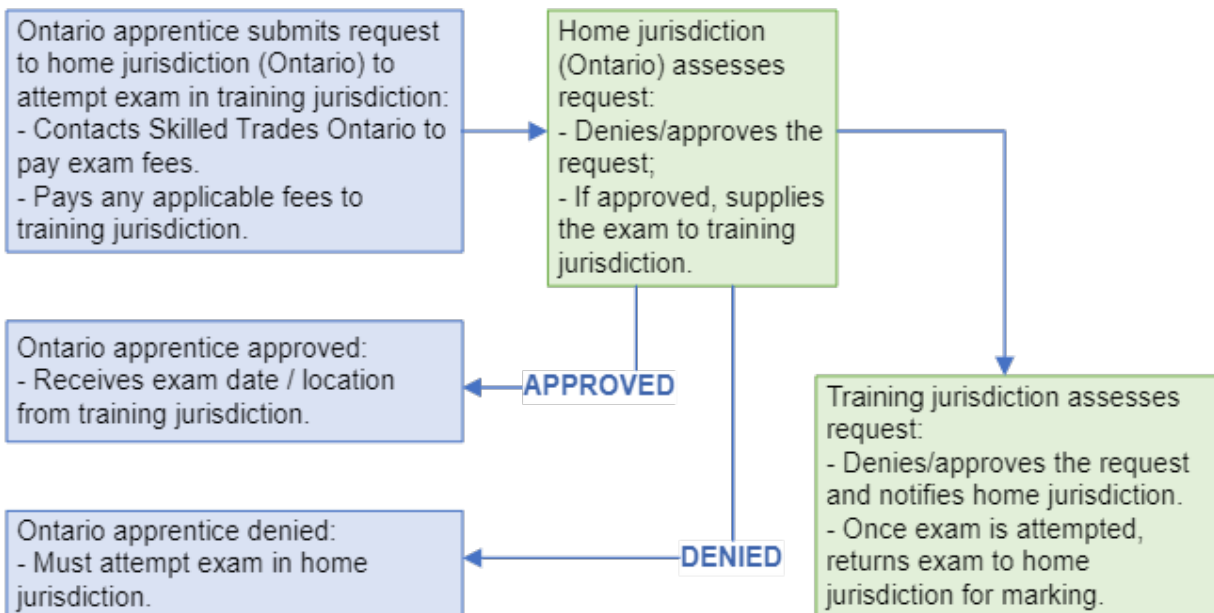 Ontario apprentice submits request
to home jurisdiction (Ontario) to
attempt exam in training jurisdiction:
- Contacts Skilled Trades Ontario to
pay exam fees.
- Pays any applicable fees to
training jurisdiction.
Home jurisdiction
(Ontario) assesses
request:
- Denies/approves the
request;
- If approved, supplies
the exam to training
jurisdiction.
Ontario apprentice approved:
- Receives exam date / location
from training jurisdiction.
APPROVED
Training jurisdiction assesses
request:
- Denies/approves the request
and notifies home jurisdiction.
- Once exam is attempted,
returns exam to home
jurisdiction for marking.
Ontario apprentice denied:
- Must attempt exam in home
jurisdiction.
DENIED